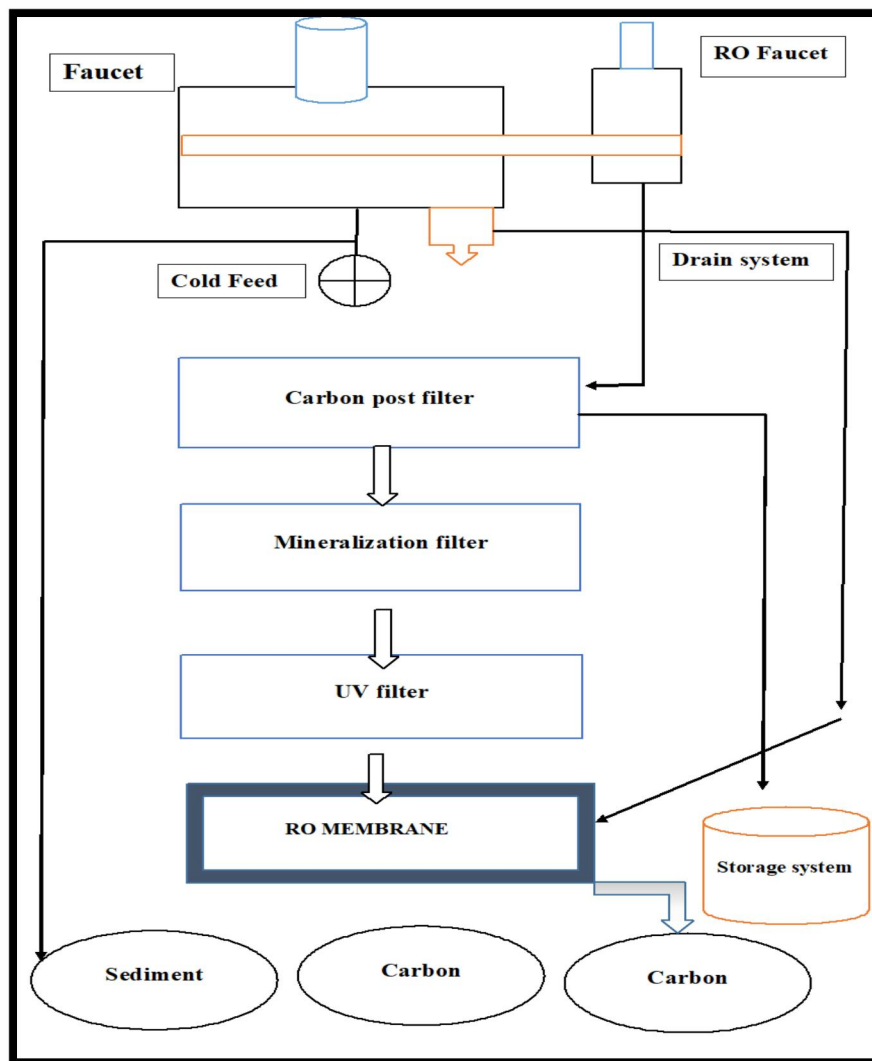 Faucet
RO Faucet
Cold Feed
Drain system
Carbon post filter
Mineralization filter
UV filter
RO MEMBRANE
Storage system
Sediment
Carbon
Carbon